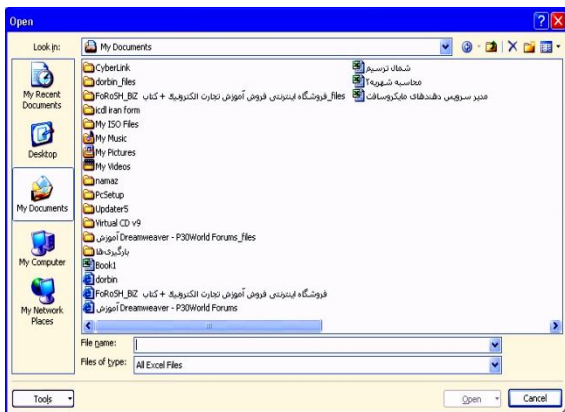 Open
Look in:
My Documents
My Recent Documents
Desktop
My Documents
My Computer
My Network Places
CyberLink
dorbin_files
FoRoSH_BiZ فروشگاه اینترنتی فروش آموزش تجارت الکترونیک + کتاب_files
icdl iran form
My ISO Files
My Music
My Pictures
My Videos
namaz
PcSetup
Updater5
Virtual CD v9
آموزش Dreamweaver - P30World Forums_files
بارگیری‌ها
Book1
dorbin
FoRoSH_BiZ فروشگاه اینترنتی فروش آموزش تجارت الکترونیک + کتاب
آموزش Dreamweaver - P30World Forums
شمال ترسیم
محاسبه شهریه۲
مدیر سرویس دهندهای مایکروسافت
File name:
Files of type:
All Excel Files
Tools
Open
Cancel